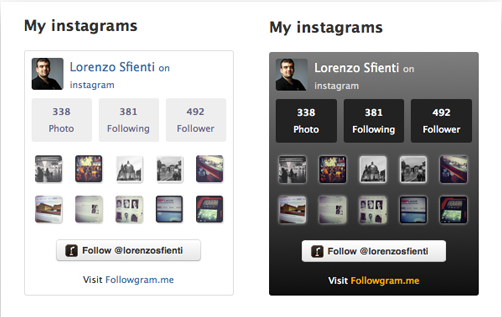 My instagrams
Lorenzo Sfienti on
instagram
338
Photo
381
Following
492
Follower
Follow @lorenzosfienti
Visit Followgram.me
My instagrams
Lorenzo Sfienti on
instagram
338
Photo
381
Following
492
Follower
Follow @lorenzosfienti
Visit Followgram.me